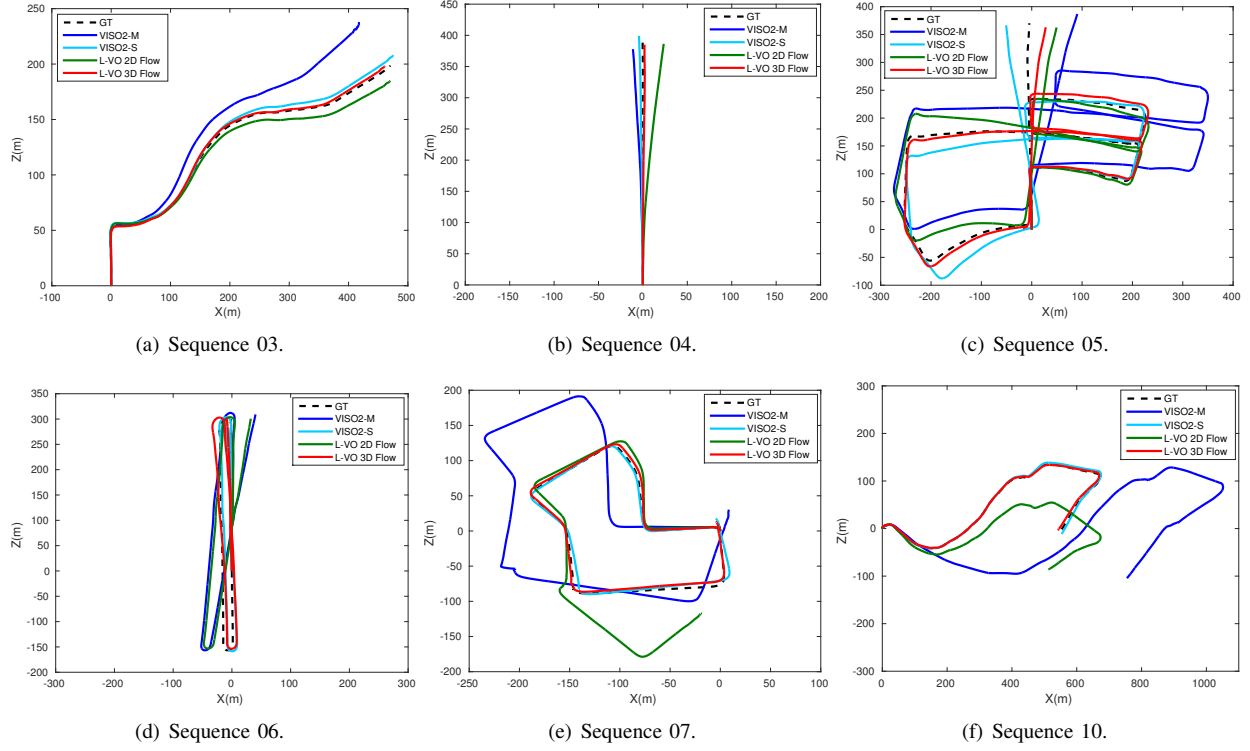 250
200
150
100
50
0
Z(m)
-100 0 100 200 300 400 500
X(m)
GT
VISO2-M
VISO2-S
L-VO 2D Flow
L-VO 3D Flow
(a) Sequence 03.
450
400
350
300
250
200
150
100
50
0
Z(m)
-200 -150 -100 -50 0 50 100 150 200
X(m)
GT
VISO2-M
VISO2-S
L-VO 2D Flow
L-VO 3D Flow
(b) Sequence 04.
400
350
300
250
200
150
100
50
0
-50
-100
Z(m)
-300 -200 -100 0 100 200 300 400
X(m)
GT
VISO2-M
VISO2-S
L-VO 2D Flow
L-VO 3D Flow
(c) Sequence 05.
350
300
250
200
150
100
50
0
-50
-100
-150
-200
Z(m)
-300 -200 -100 0 100 200 300
X(m)
GT
VISO2-M
VISO2-S
L-VO 2D Flow
L-VO 3D Flow
(d) Sequence 06.
200
150
100
50
0
-50
-100
-150
-200
Z(m)
-250 -200 -150 -100 -50 0 50 100
X(m)
GT
VISO2-M
VISO2-S
L-VO 2D Flow
L-VO 3D Flow
(e) Sequence 07.
300
200
100
0
-100
-200
-300
Z(m)
0 200 400 600 800 1000
X(m)
GT
VISO2-M
VISO2-S
L-VO 2D Flow
L-VO 3D Flow
(f) Sequence 10.